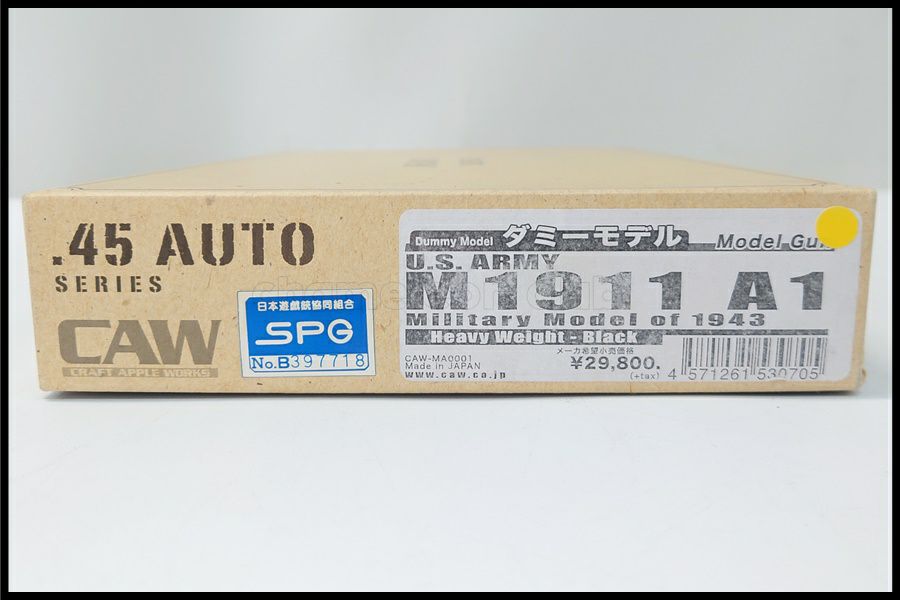 .45 AUTO
SERIES
CAW
CRAFT APPLE WORKS
日本遊戯銃協同組合
SPG
No.B397718
Dummy Model ダミーモデル Model Gun
U.S. ARMY
M1911 A1
Military Model of 1943
Heavy Weight - Black
CAW-MA0001
Made in JAPAN
www.caw.co.jp
メーカ希望小売価格
¥29,800.
(+tax)
4 571261 530705